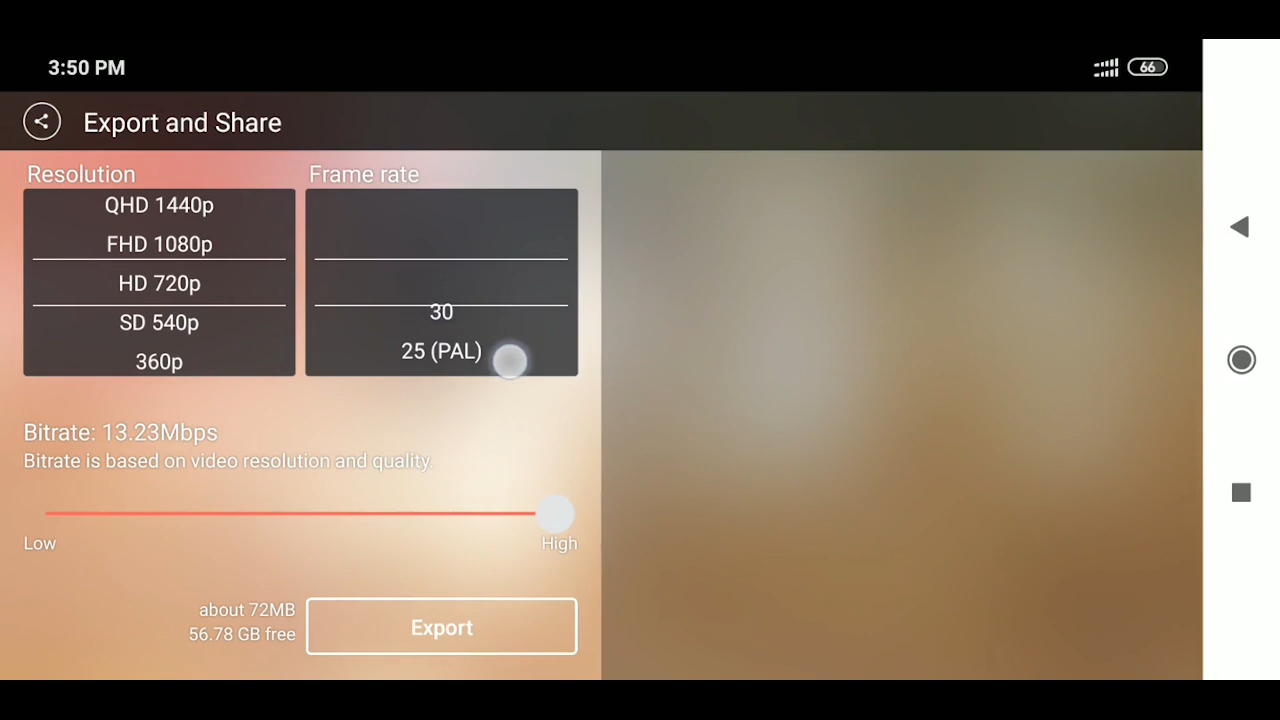 3:50 PM
66
Export and Share
Resolution
Frame rate
QHD 1440p
FHD 1080p
HD 720p
SD 540p
360p
30
25 (PAL)
Bitrate: 13.23Mbps
Bitrate is based on video resolution and quality.
Low
High
about 72MB
56.78 GB free
Export